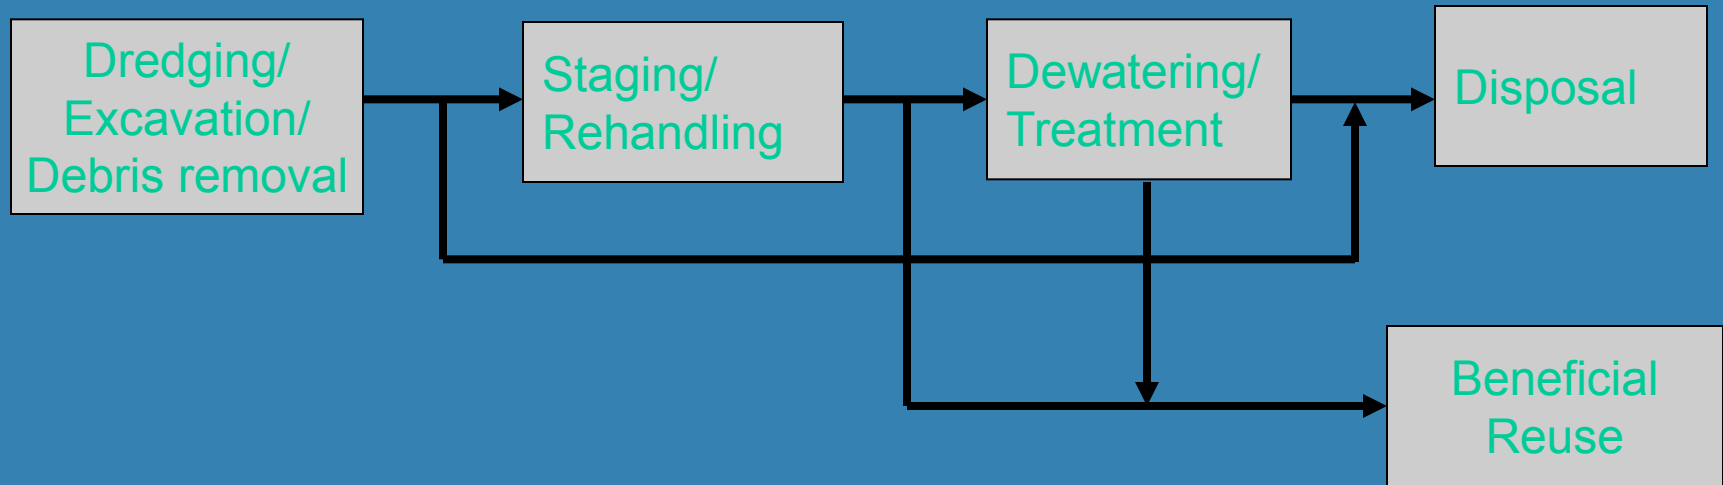 Dredging/
Excavation/
Debris removal
Staging/
Rehandling
Dewatering/
Treatment
Disposal
Beneficial
Reuse